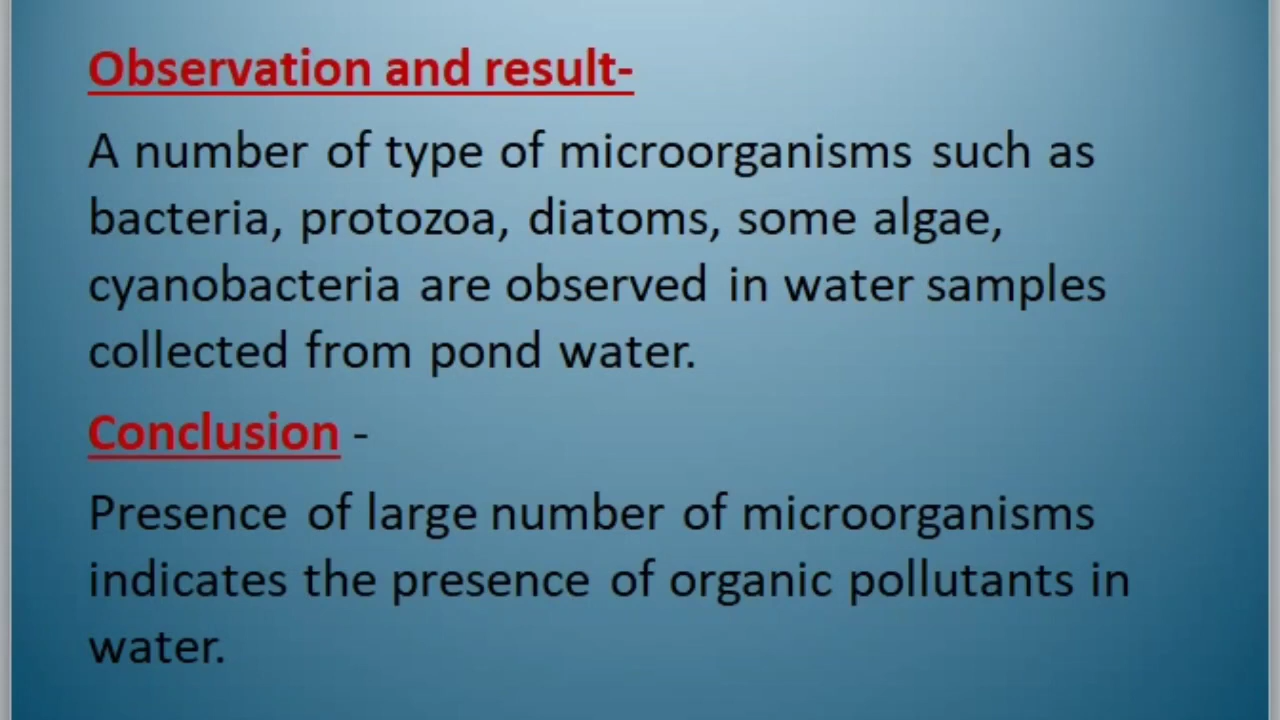 Observation and result-
A number of type of microorganisms such as
bacteria, protozoa, diatoms, some algae,
cyanobacteria are observed in water samples
collected from pond water.
Conclusion -
Presence of large number of microorganisms
indicates the presence of organic pollutants in
water.